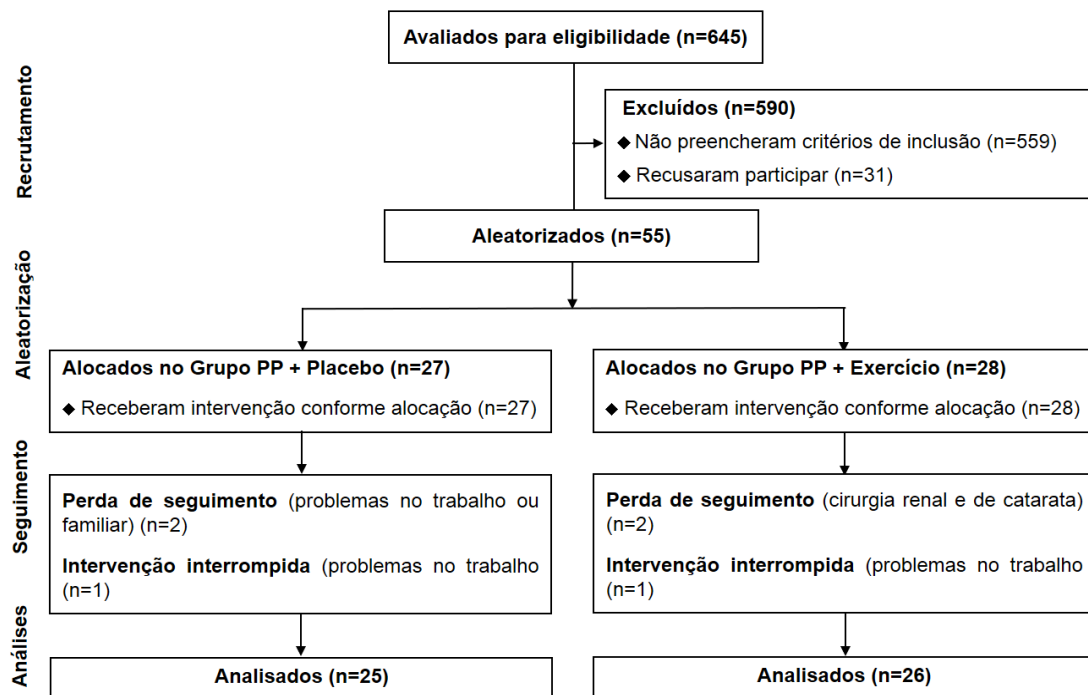 Avaliados para eligibilidade (n=645)
Recrutamento
Excluídos (n=590)
◆ Não preencheram critérios de inclusão (n=559)
◆ Recusaram participar (n=31)
Aleatorizados (n=55)
Aleatorização
Alocados no Grupo PP + Placebo (n=27)
◆ Receberam intervenção conforme alocação (n=27)
Alocados no Grupo PP + Exercício (n=28)
◆ Receberam intervenção conforme alocação (n=28)
Seguimento
Perda de seguimento (problemas no trabalho ou
familiar) (n=2)
Intervenção interrompida (problemas no trabalho
(n=1)
Perda de seguimento (cirurgia renal e de catarata)
(n=2)
Intervenção interrompida (problemas no trabalho
(n=1)
Análises
Analisados (n=25)
Analisados (n=26)